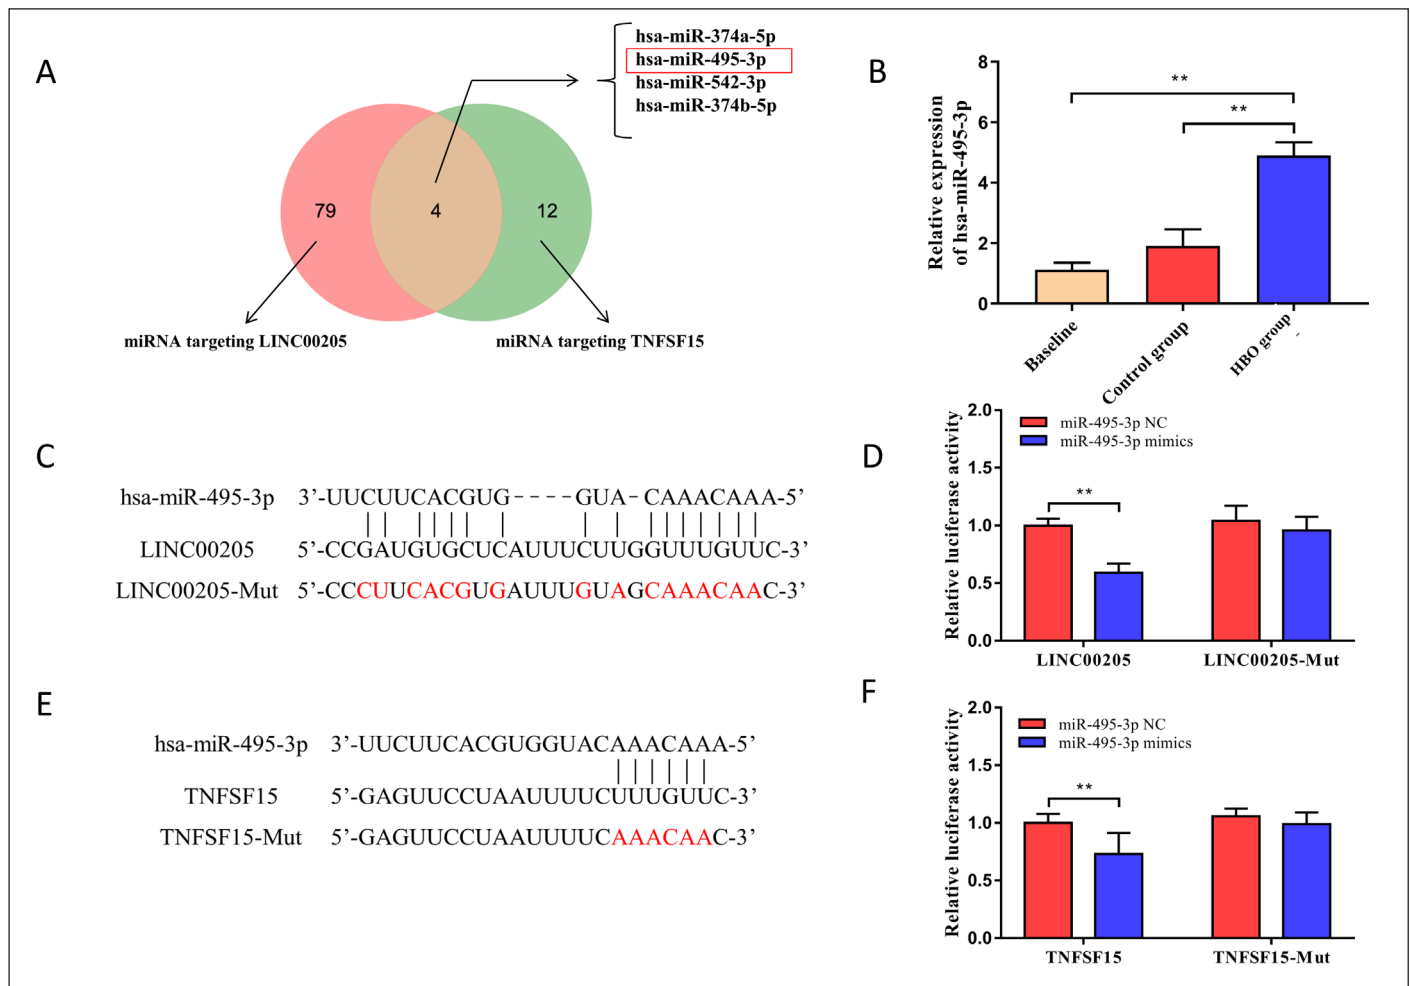 A
hsa-miR-374a-5p
hsa-miR-495-3p
hsa-miR-542-3p
hsa-miR-374b-5p
79
4
12
miRNA targeting LINC00205
miRNA targeting TNFSF15
B
Relative expression
of hsa-miR-495-3p
8
6
4
2
0
**
**
Baseline
Control group
HBO group
C
hsa-miR-495-3p 3’-UUCUUCACGUG----GUA-CAAACAAA-5’
LINC00205 5’-CCGAUGUGCUCAUUUCUUGGUUUGUUC-3’
LINC00205-Mut 5’-CCCUUCACGUGAUUUGUAGCAAACAAC-3’
D
Relative luciferase activity
2.0
1.5
1.0
0.5
0.0
miR-495-3p NC
miR-495-3p mimics
**
LINC00205
LINC00205-Mut
E
hsa-miR-495-3p 3’-UUCUUCACGUGGUACAAACAAA-5’
TNFSF15 5’-GAGUUCCUAAUUUUCUUUGUUC-3’
TNFSF15-Mut 5’-GAGUUCCUAAUUUUCAAACAAC-3’
F
Relative luciferase activity
2.0
1.5
1.0
0.5
0.0
miR-495-3p NC
miR-495-3p mimics
**
TNFSF15
TNFSF15-Mut